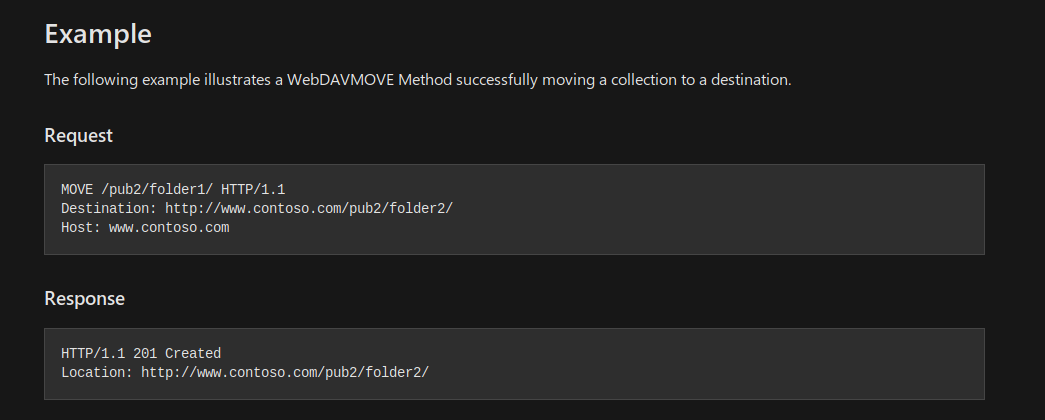 Example
The following example illustrates a WebDAVMOVE Method successfully moving a collection to a destination.
Request
MOVE /pub2/folder1/ HTTP/1.1
Destination: http://www.contoso.com/pub2/folder2/
Host: www.contoso.com
Response
HTTP/1.1 201 Created
Location: http://www.contoso.com/pub2/folder2/